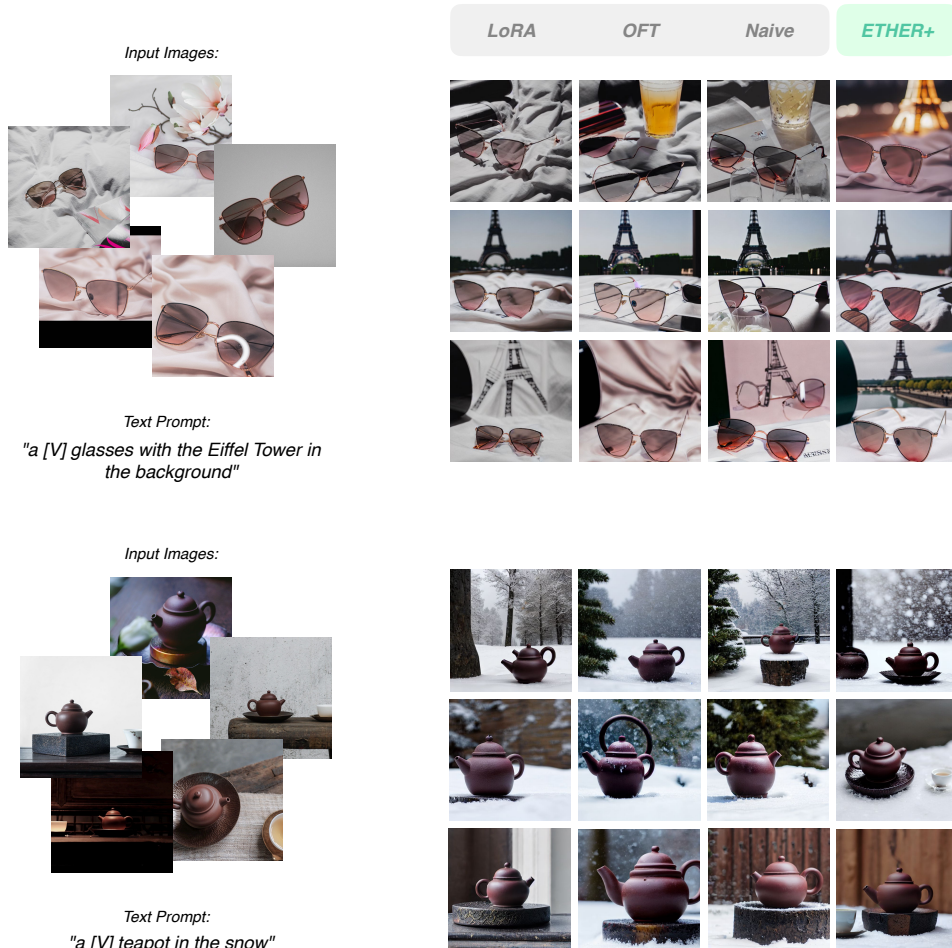 LoRA OFT Naive ETHER+
Input Images:
Text Prompt:
"a [V] glasses with the Eiffel Tower in
the background"
Input Images:
Text Prompt:
"a [V] teapot in the snow"